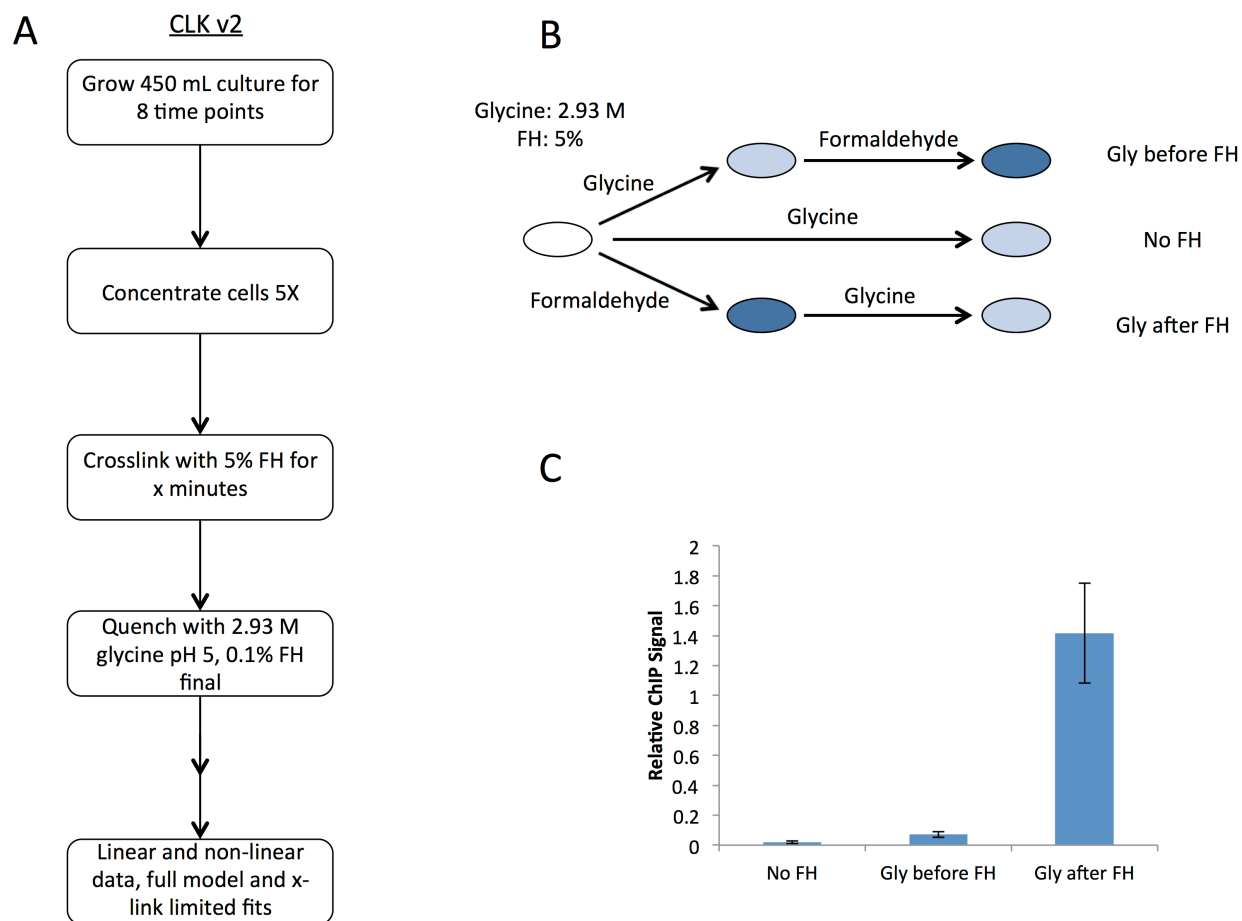 A
CLK v2
Grow 450 mL culture for
8 time points
Concentrate cells 5X
Crosslink with 5% FH for
x minutes
Quench with 2.93 M
glycine pH 5, 0.1% FH
final
Linear and non-linear
data, full model and x-
link limited fits
B
Glycine: 2.93 M
FH: 5%
Glycine
Formaldehyde
Gly before FH
Glycine
No FH
Formaldehyde
Glycine
Gly after FH
C
Relative ChIP Signal
2
1.8
1.6
1.4
1.2
1
0.8
0.6
0.4
0.2
0
No FH
Gly before FH
Gly after FH